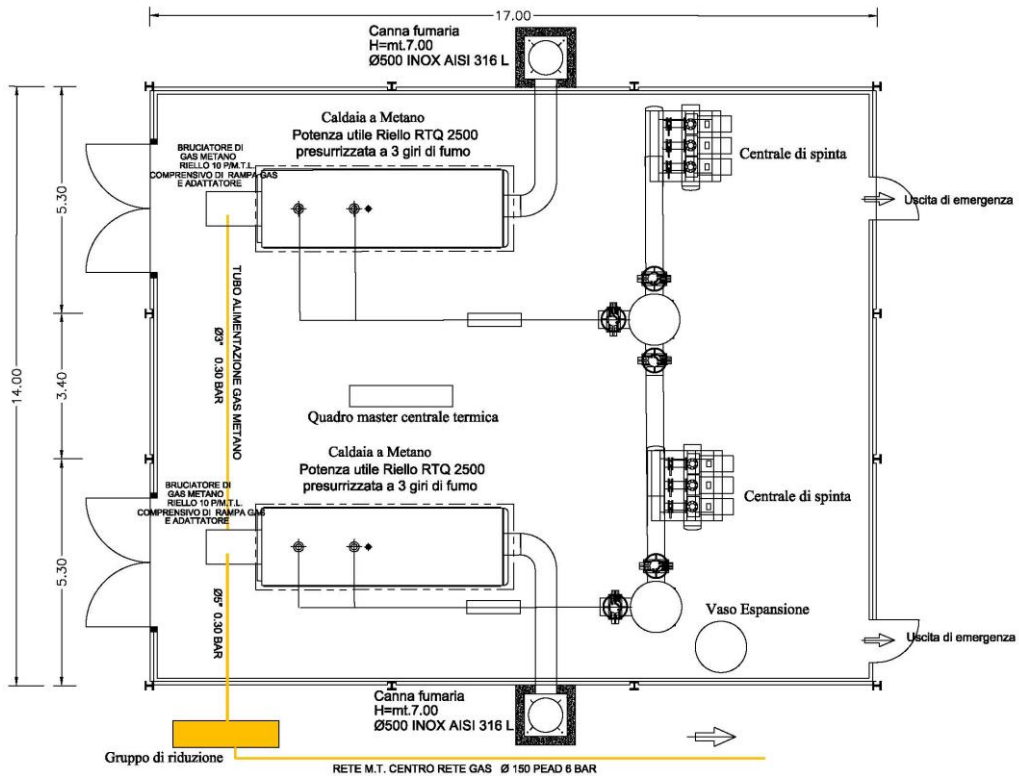 17.00
Canna fumaria
H=mt.7.00
Ø500 INOX AISI 316 L
Caldaia a Metano
Potenza utile Riello RTQ 2500
presurrizzata a 3 giri di fumo
BRUCIATORE DI
GAS METANO
RIELLO 10 P/M.T.L.
COMPRENSIVO DI RAMPA GAS
E ADATTATORE
Centrale di spinta
Uscita di emergenza
5.30
14.00
3.40
5.30
TUBO ALIMENTAZIONE GAS METANO
Ø3" 0.30 BAR
Quadro master centrale termica
Caldaia a Metano
Potenza utile Riello RTQ 2500
presurrizzata a 3 giri di fumo
BRUCIATORE DI
GAS METANO
RIELLO 10 P/M.T.L.
COMPRENSIVO DI RAMPA GAS
E ADATTATORE
Centrale di spinta
Ø5" 0.30 BAR
Vaso Espansione
Uscita di emergenza
Canna fumaria
H=mt.7.00
Ø500 INOX AISI 316 L
Gruppo di riduzione
RETE M.T. CENTRO RETE GAS Ø 150 PEAD 6 BAR